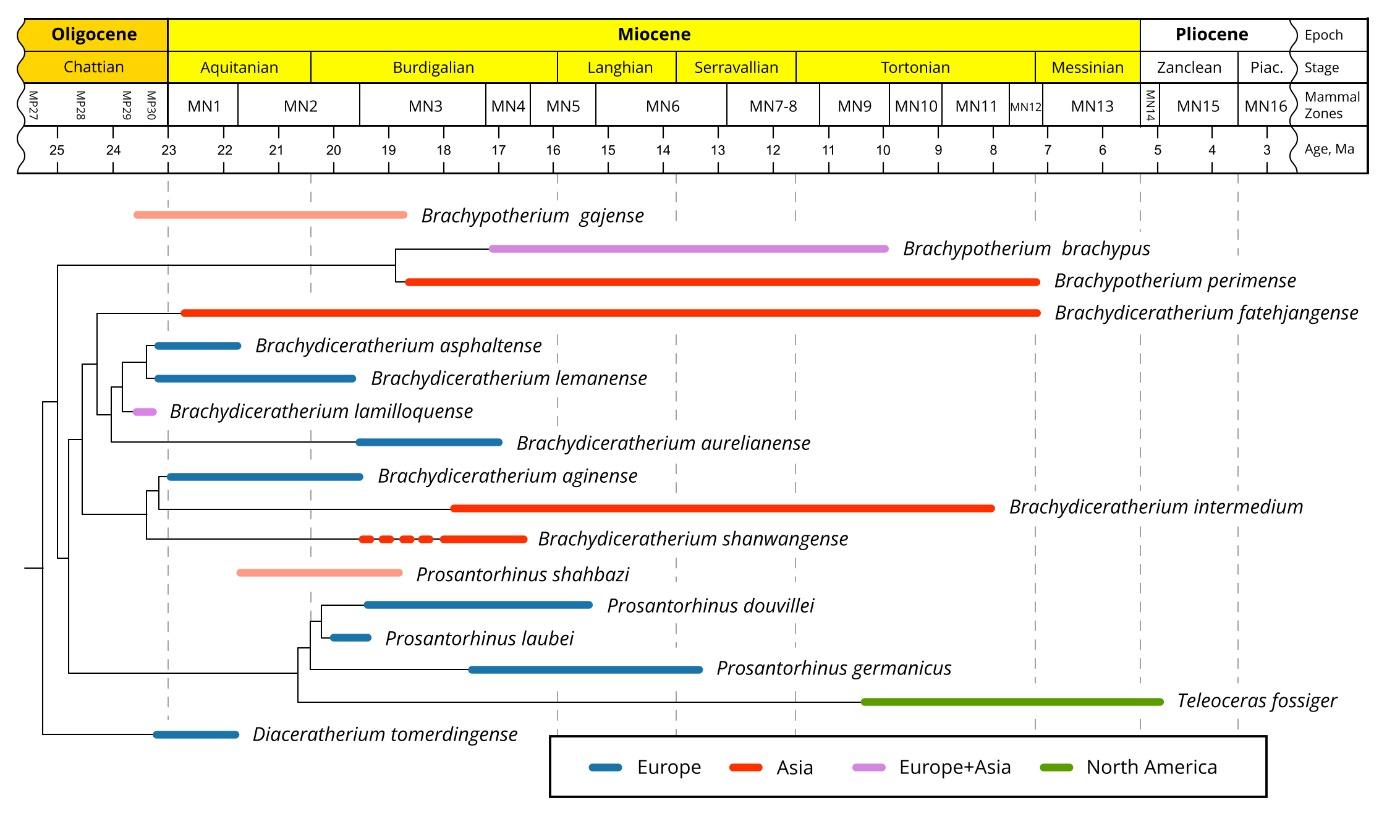 Oligocene Miocene Pliocene Epoch
Chattian Aquitanian Burdigalian Langhian Serravallian Tortonian Messinian Zanclean Piac. Stage
MP27 MP28 MP29 MP30 MN1 MN2 MN3 MN4 MN5 MN6 MN7-8 MN9 MN10 MN11 MN12 MN13 MN14 MN15 MN16 Mammal
Zones
25 24 23 22 21 20 19 18 17 16 15 14 13 12 11 10 9 8 7 6 5 4 3 Age, Ma
Brachypotherium gajense
Brachypotherium brachypus
Brachypotherium perimense
Brachydiceratherium fatehjangense
Brachydiceratherium asphaltense
Brachydiceratherium lemanense
Brachydiceratherium lamilloquense
Brachydiceratherium aurelianense
Brachydiceratherium aginense
Brachydiceratherium intermedium
Brachydiceratherium shanwangense
Prosantorhinus shahbazi
Prosantorhinus douvillei
Prosantorhinus laubei
Prosantorhinus germanicus
Teleoceras fossiger
Diaceratherium tomerdingense
Europe Asia Europe+Asia North America